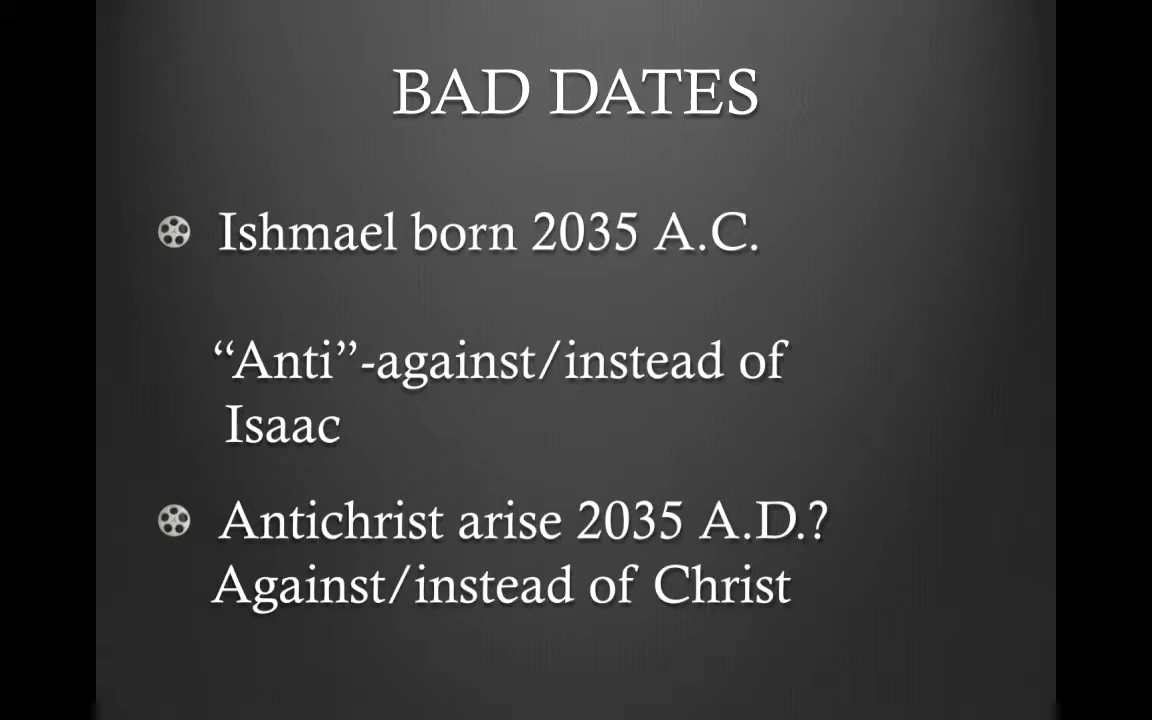 BAD DATES
Ishmael born 2035 A.C.
“Anti”-against/instead of
Isaac
Antichrist arise 2035 A.D.?
Against/instead of Christ